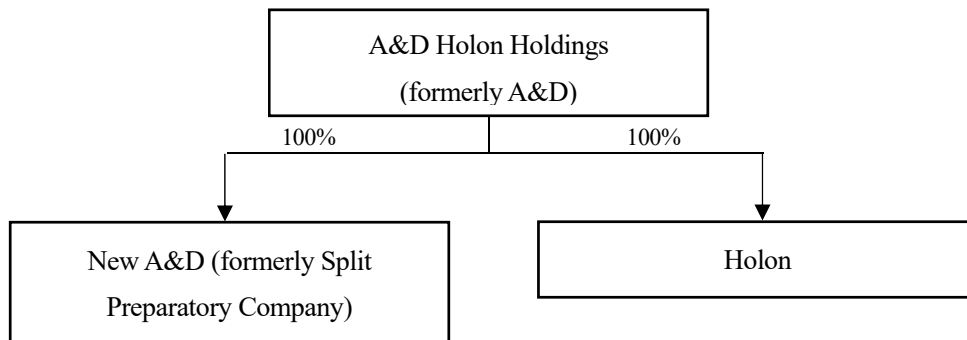 A&D Holon Holdings
(formerly A&D)
100%
100%
New A&D (formerly Split
Preparatory Company)
Holon